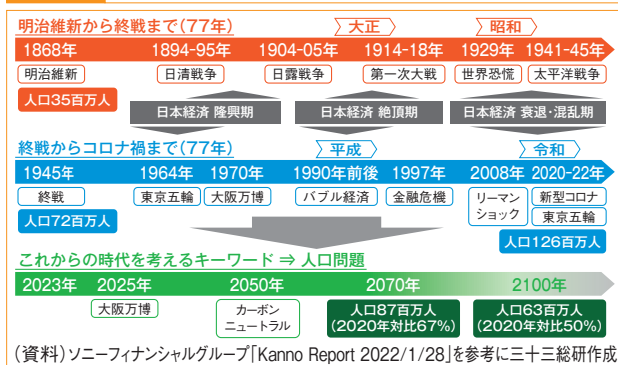 明治維新から終戦まで(77年)
大正
昭和
1868年 1894-95年 1904-05年 1914-18年 1929年 1941-45年
明治維新 日清戦争 日露戦争 第一次大戦 世界恐慌 太平洋戦争
人口35百万人
日本経済 隆興期 日本経済 絶頂期 日本経済 衰退・混乱期
終戦からコロナ禍まで(77年)
平成
令和
1945年 1964年 1970年 1990年前後 1997年 2008年 2020-22年
終戦 東京五輪 大阪万博 バブル経済 金融危機
リーマン
ショック
新型コロナ
東京五輪
人口72百万人
人口126百万人
これからの時代を考えるキーワード ⇒ 人口問題
2023年 2025年 2050年 2070年 2100年
大阪万博
カーボン
ニュートラル
人口87百万人
(2020年対比67%)
人口63百万人
(2020年対比50%)
(資料)ソニーフィナンシャルグループ「Kanno Report 2022/1/28」を参考に三十三総研作成